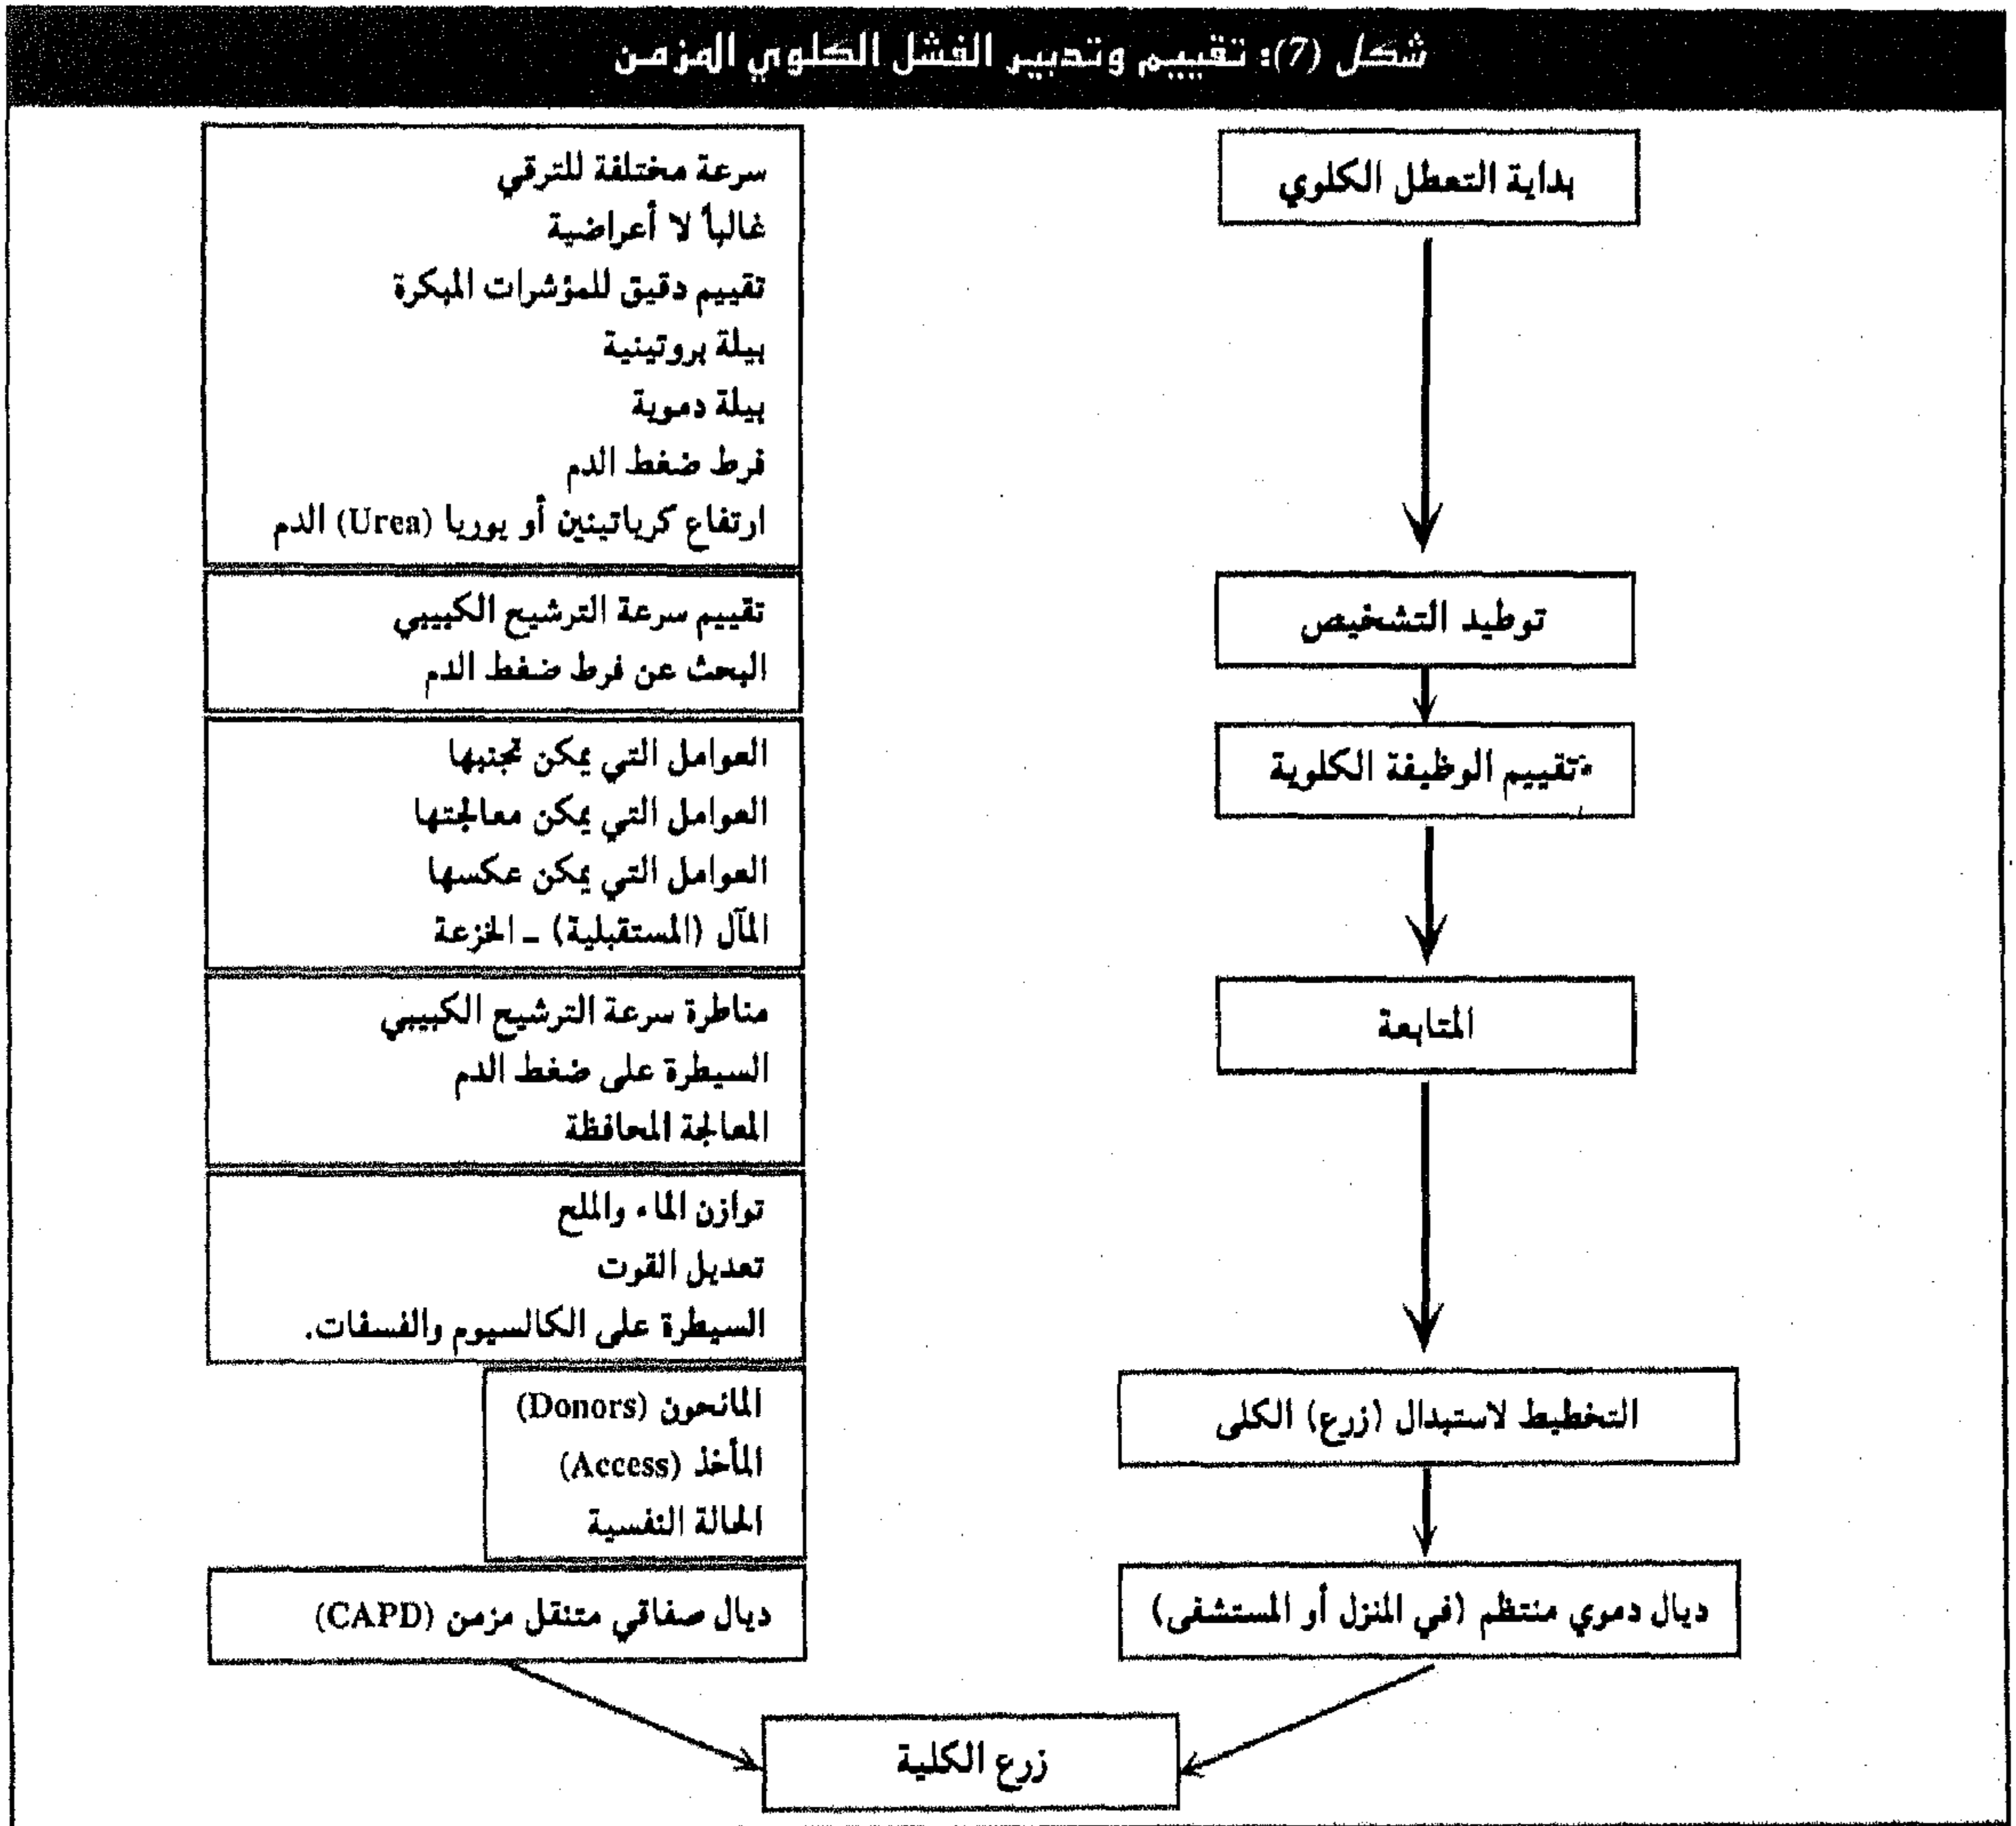 شكل (7): تقييم وتدبير الفشل الكلوي المزمن
بداية التعطل الكلوي
سرعة مختلفة للترقي
غالباً لا أعراضية
تقييم دقيق للمؤشرات المبكرة
بيلة بروتينية
بيلة دموية
فرط ضغط الدم
ارتفاع كرياتينين أو يوريا (Urea) الدم
توطيد التشخيص
تقييم سرعة الترشيح الكبيبي
البحث عن فرط ضغط الدم
تقييم الوظيفة الكلوية
العوامل التي يمكن تجنبها
العوامل التي يمكن معالجتها
العوامل التي يمكن عكسها
المآل (المستقبلية) - الخزعة
المتابعة
مناطرة سرعة الترشيح الكبيبي
السيطرة على ضغط الدم
المعالجة المحافظة
توازن الماء والملح
تعديل القوت
السيطرة على الكالسيوم والفسفات.
التخطيط لاستبدال (زرع) الكلى
المانحون (Donors)
المأخذ (Access)
الحالة النفسية
ديال دموي منتظم (في المنزل أو المستشفى)
ديال صفاقي متنقل مزمن (CAPD)
زرع الكلية